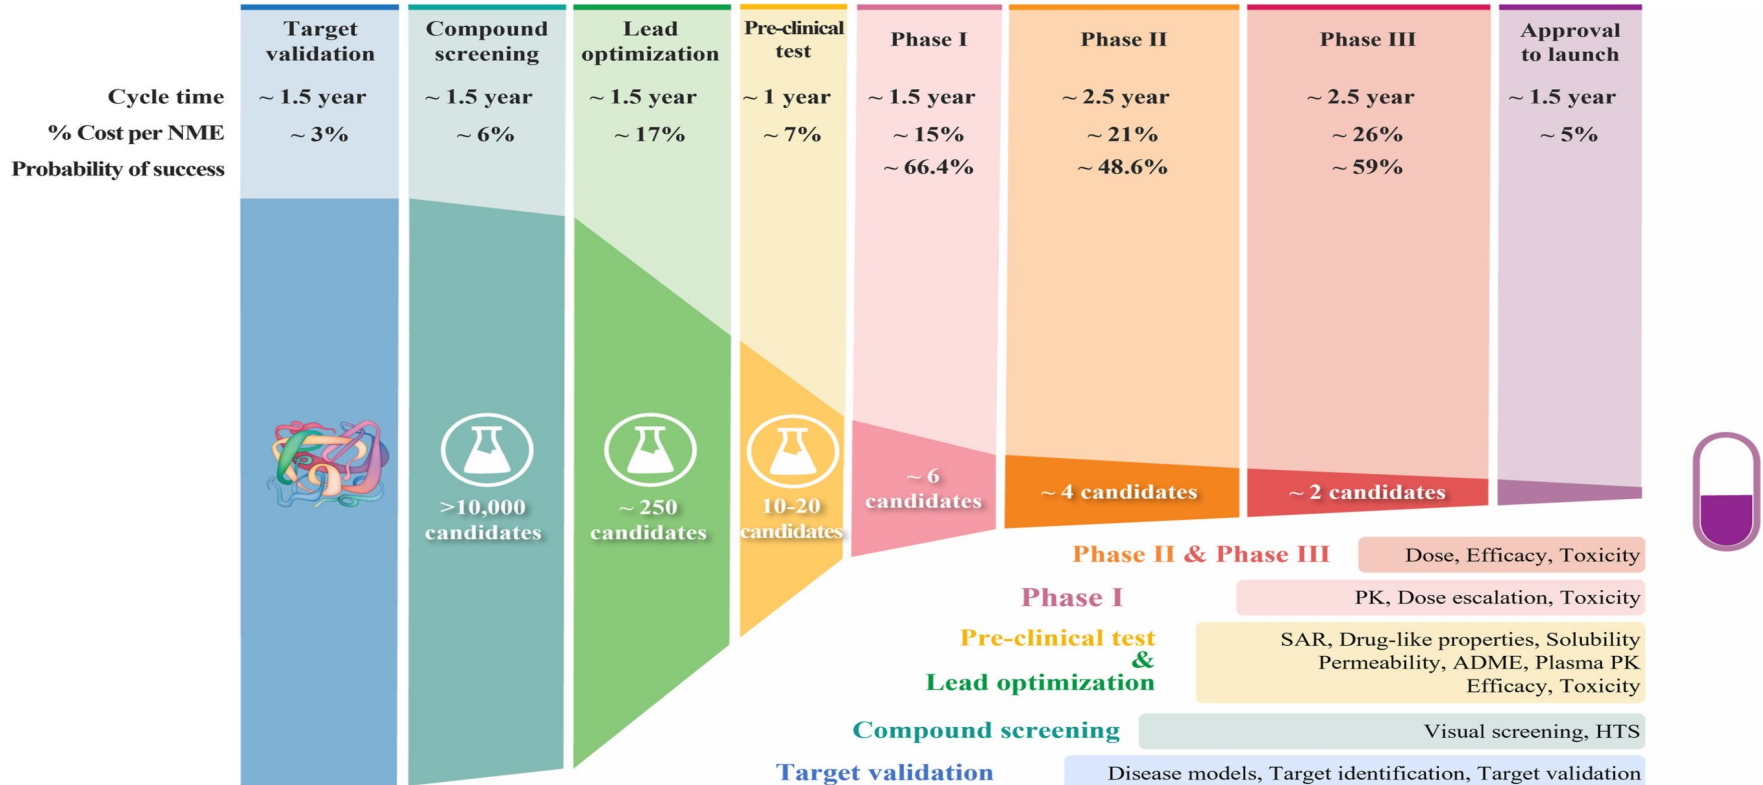 Target
validation
Compound
screening
Lead
optimization
Pre-clinical
test
Phase I
Phase II
Phase III
Approval
to launch
Cycle time ~ 1.5 year ~ 1.5 year ~ 1.5 year ~ 1 year ~ 1.5 year ~ 2.5 year ~ 2.5 year ~ 1.5 year
% Cost per NME ~ 3% ~ 6% ~ 17% ~ 7% ~ 15% ~ 21% ~ 26% ~ 5%
Probability of success ~ 66.4% ~ 48.6% ~ 59%
>10,000
candidates
~ 250
candidates
10-20
candidates
~ 6
candidates
~ 4 candidates
~ 2 candidates
Phase II & Phase III Dose, Efficacy, Toxicity
Phase I PK, Dose escalation, Toxicity
Pre-clinical test
&
Lead optimization
SAR, Drug-like properties, Solubility
Permeability, ADME, Plasma PK
Efficacy, Toxicity
Compound screening Visual screening, HTS
Target validation Disease models, Target identification, Target validation